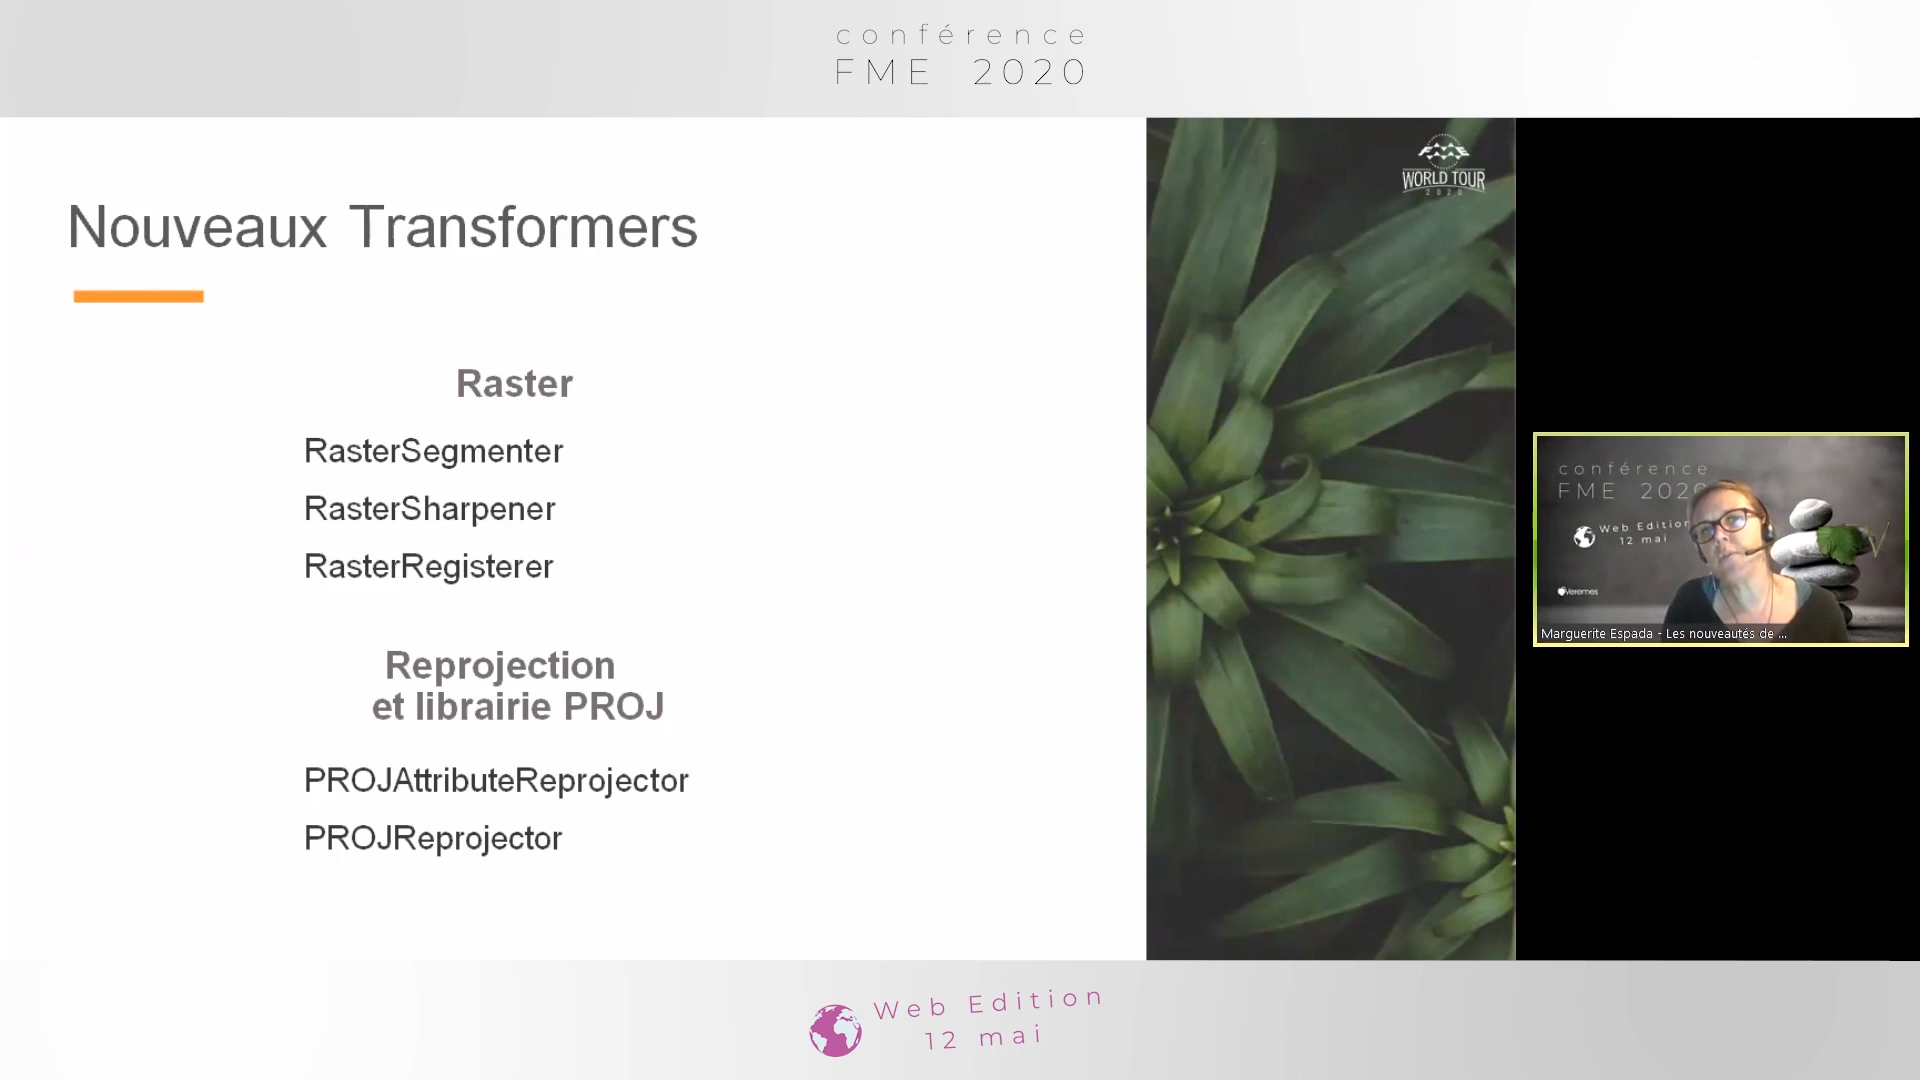 conférence
FME 2020
WORLD TOUR
2020
Nouveaux Transformers
Raster
RasterSegmenter
RasterSharpener
RasterRegisterer
Reprojection
et librairie PROJ
PROJAttributeReprojector
PROJReprojector
conférence
FME 2020
Web Edition
12 mai
Veremes
Marguerite Espada - Les nouveautés de ...
Web Edition
12 mai